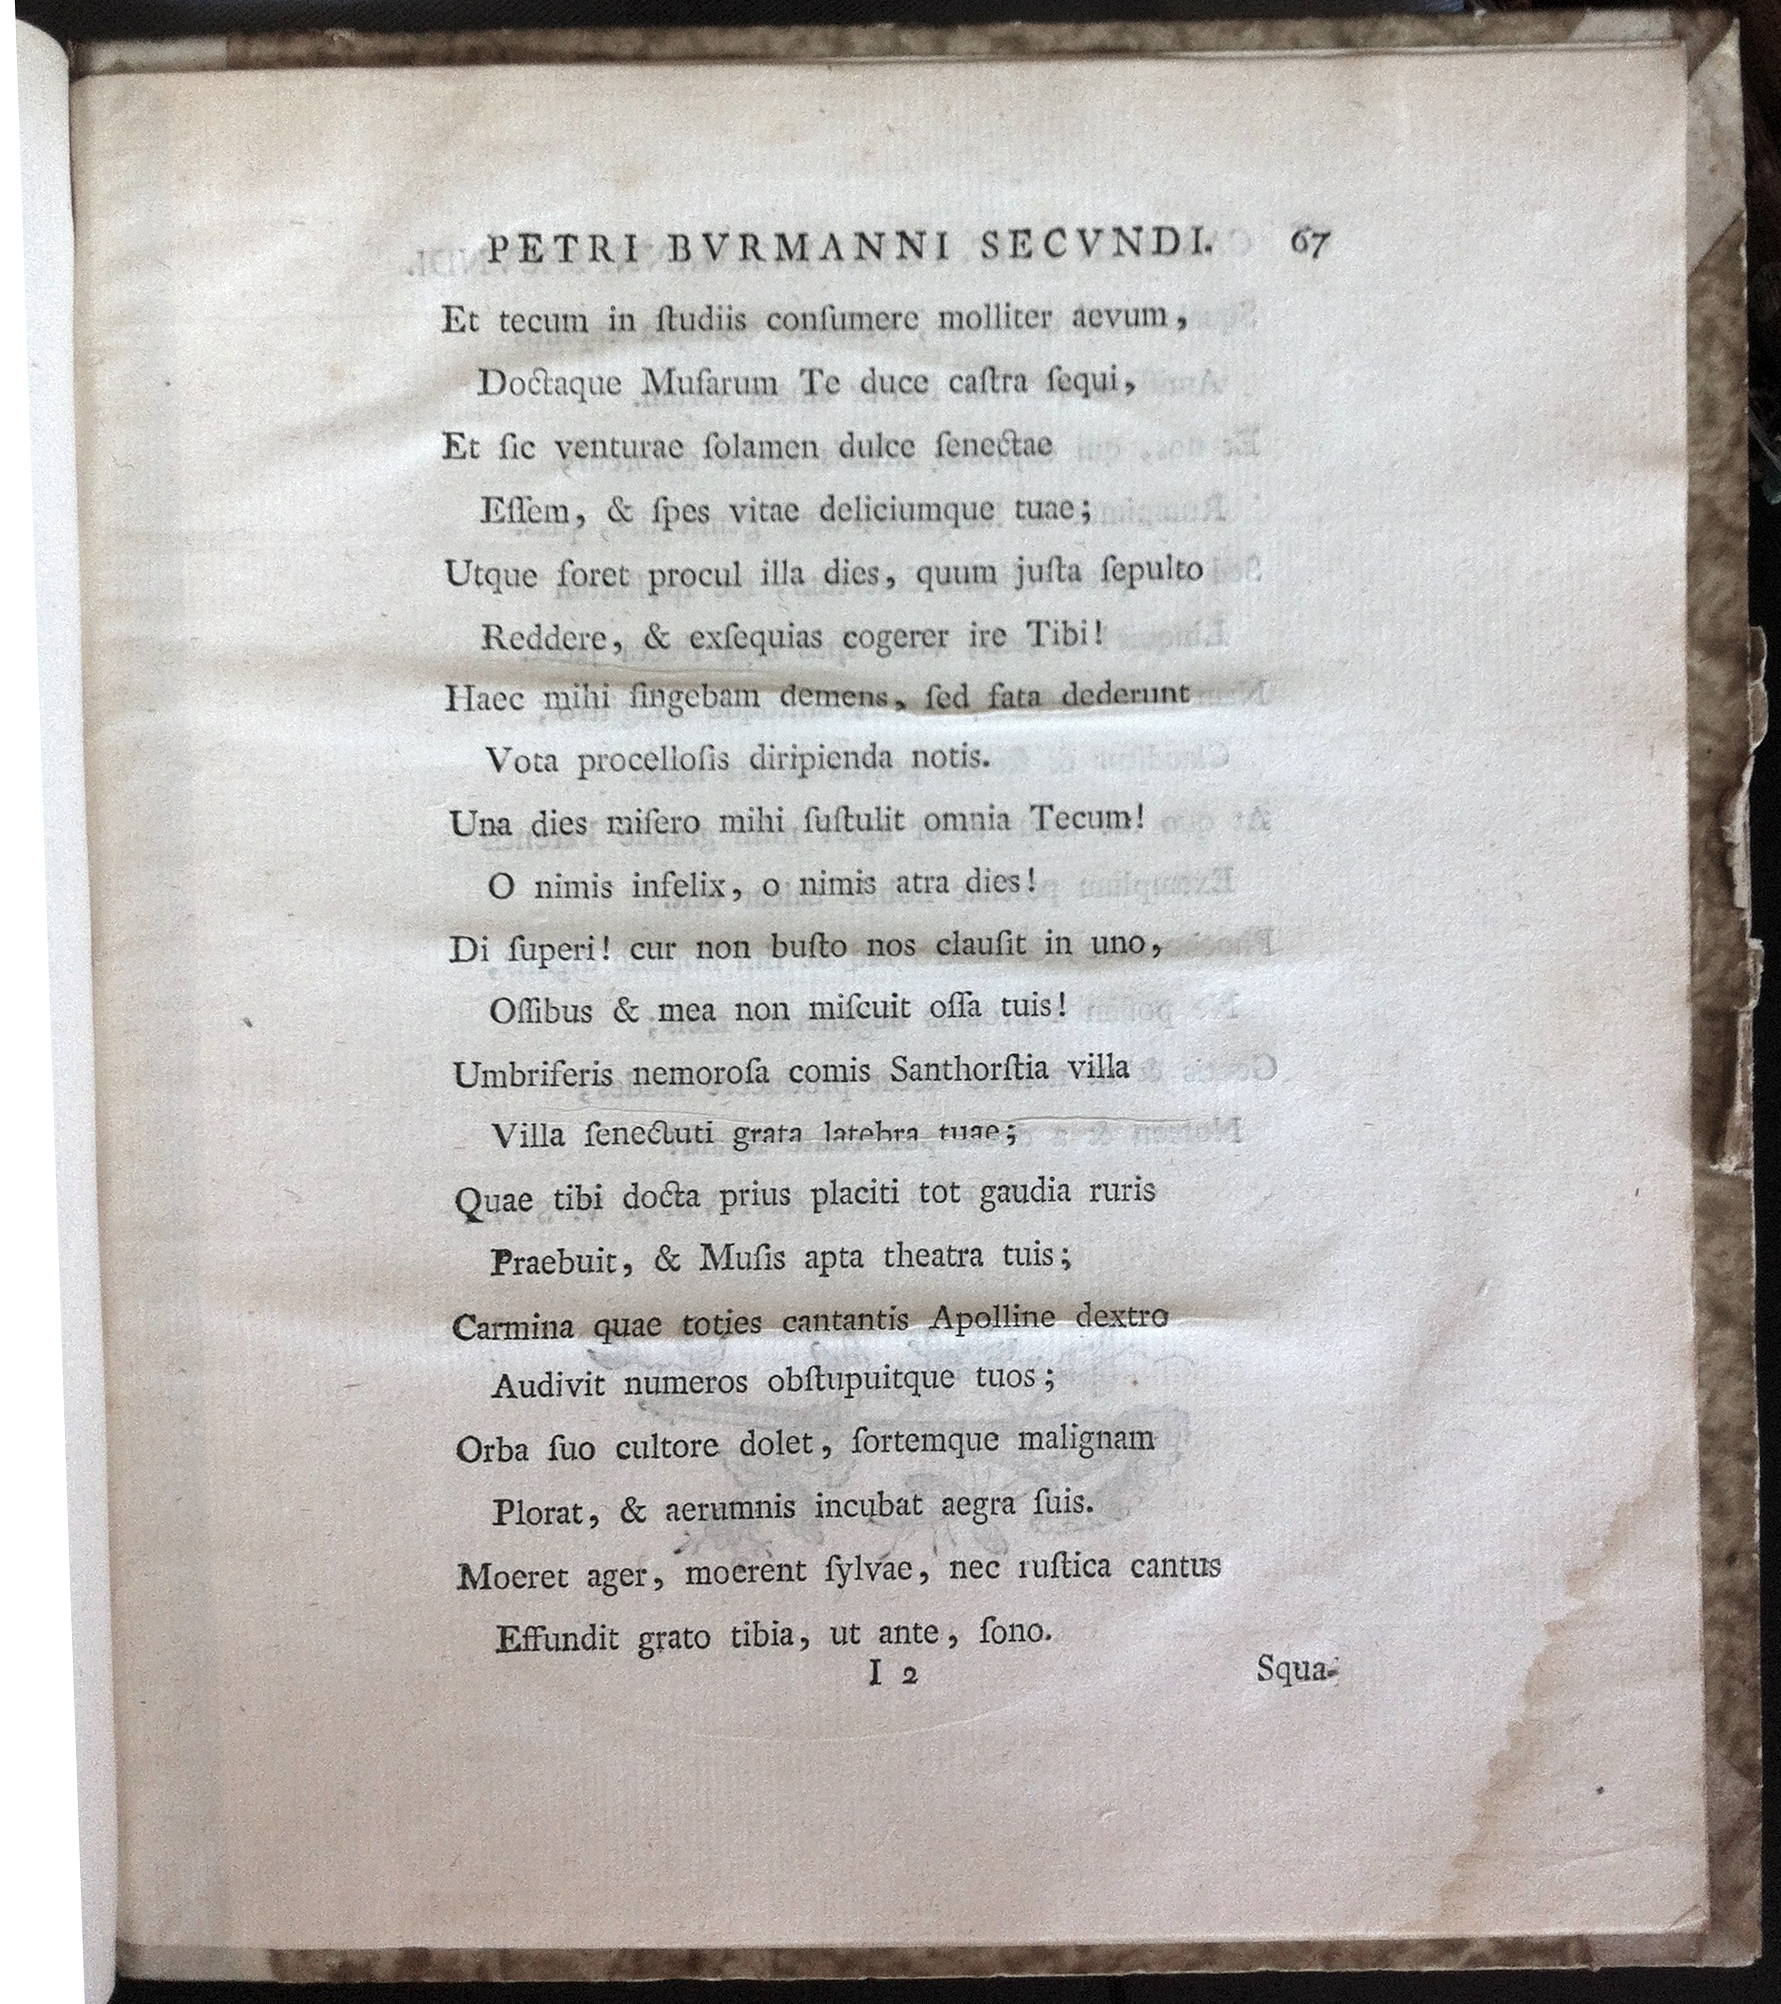 PETRI BVRMANNI SECVNDI. 67
Et tecum in ſtudiis conſumere molliter aevum,
Doctaque Muſarum Te duce caſtra ſequi,
Et ſic venturae ſolamen dulce ſenectae
Eſſem, & ſpes vitae deliciumque tuae;
Utque foret procul illa dies, quum juſta ſepulto
Reddere, & exſequias cogerer ire Tibi!
Haec mihi fingebam demens, ſed fata dederunt
Vota procelloſis diripienda notis.
Una dies miſero mihi ſuſtulit omnia Tecum!
O nimis infelix, o nimis atra dies!
Di ſuperi! cur non buſto nos clauſit in uno,
Oſſibus & mea non miſcuit oſſa tuis!
Umbriferis nemoroſa comis Santhorſtia villa
Villa ſenectuti grata latebra tuae;
Quae tibi docta prius placiti tot gaudia ruris
Praebuit, & Muſis apta theatra tuis;
Carmina quae toties cantantis Apolline dextro
Audivit numeros obſtupuitque tuos;
Orba ſuo cultore dolet, ſortemque malignam
Plorat, & aerumnis incubat aegra ſuis.
Moeret ager, moerent ſylvae, nec ruſtica cantus
Effundit grato tibia, ut ante, ſono.
I 2 Squa-